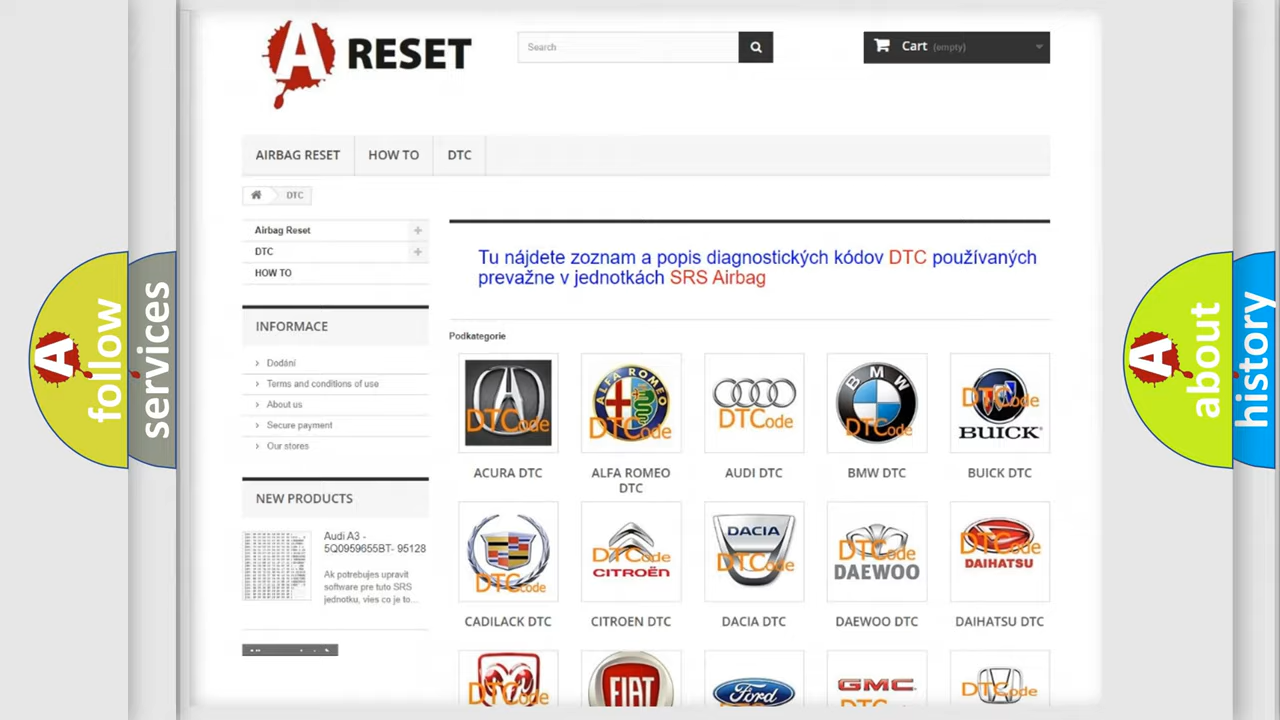 A RESET
Search
Cart (empty)
AIRBAG RESET
HOW TO
DTC
DTC
Airbag Reset
DTC
HOW TO
INFORMACE
Dodání
Terms and conditions of use
About us
Secure payment
Our stores
NEW PRODUCTS
Audi A3 -
5Q0959655BT- 95128
Ak potrebujes upravit
software pre tuto SRS
jednotku, vies co je to...
Tu nájdete zoznam a popis diagnostických kódov DTC používaných
prevažne v jednotkách SRS Airbag
Podkategorie
DTCode
ALFA ROMEO
DTCode
DTCode
BMW
DTCode
DTCode
BUICK
ACURA DTC
ALFA ROMEO
DTC
AUDI DTC
BMW DTC
BUICK DTC
DTCode
DTCode
CITROËN
DACIA
DTCode
DTCode
DAEWOO
DTCode
DAIHATSU
CADILACK DTC
CITROEN DTC
DACIA DTC
DAEWOO DTC
DAIHATSU DTC
DTCode
FIAT
Ford
GMC
DTCode
A follow
services
A about
history